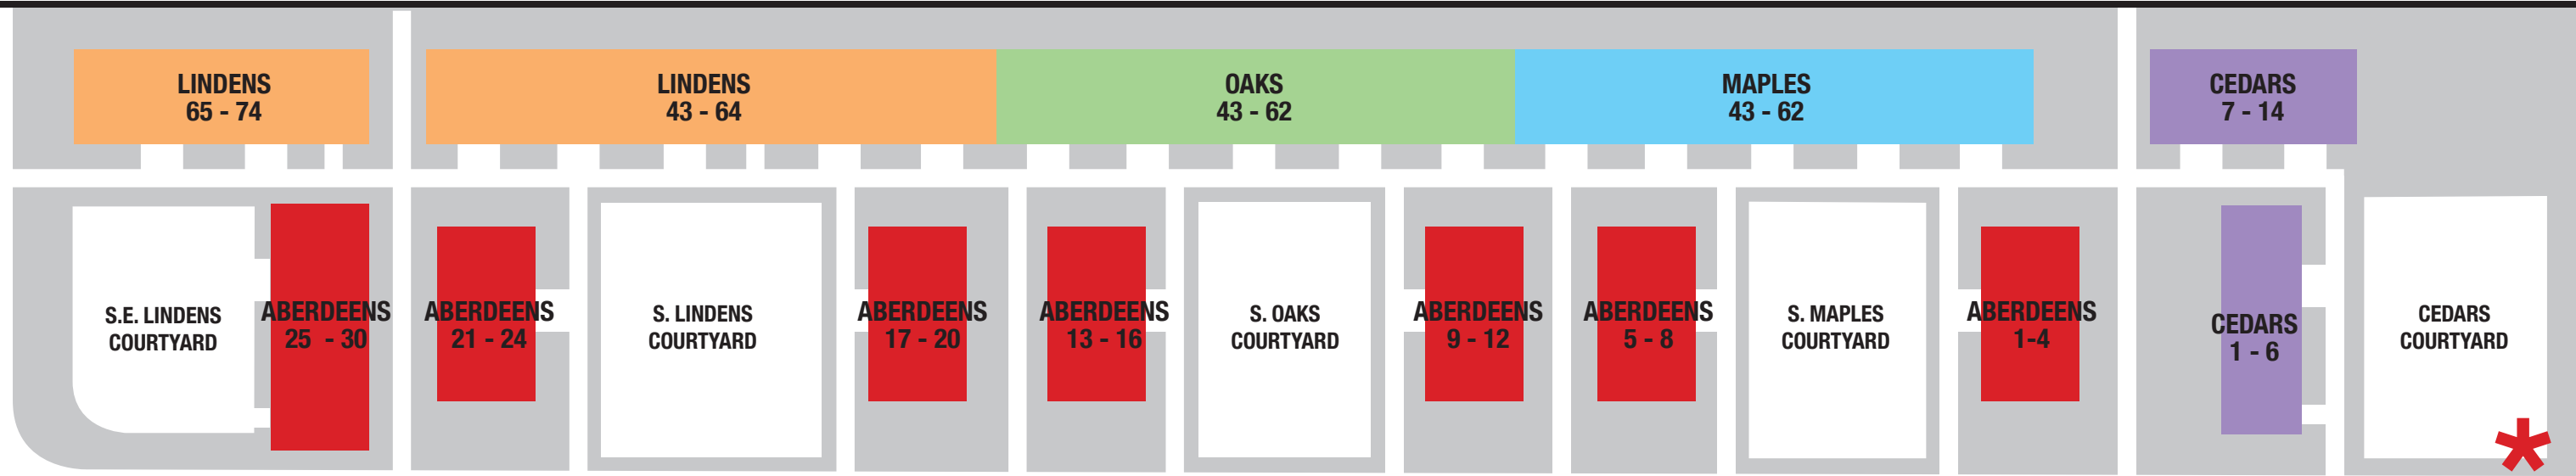 LINDENS
65 - 74
LINDENS
43 - 64
OAKS
43 - 62
MAPLES
43 - 62
CEDARS
7 - 14
S.E. LINDENS
COURTYARD
ABERDEENS
25 - 30
ABERDEENS
21 - 24
S. LINDENS
COURTYARD
ABERDEENS
17 - 20
ABERDEENS
13 - 16
S. OAKS
COURTYARD
ABERDEENS
9 - 12
ABERDEENS
5 - 8
S. MAPLES
COURTYARD
ABERDEENS
1-4
CEDARS
1 - 6
CEDARS
COURTYARD
*